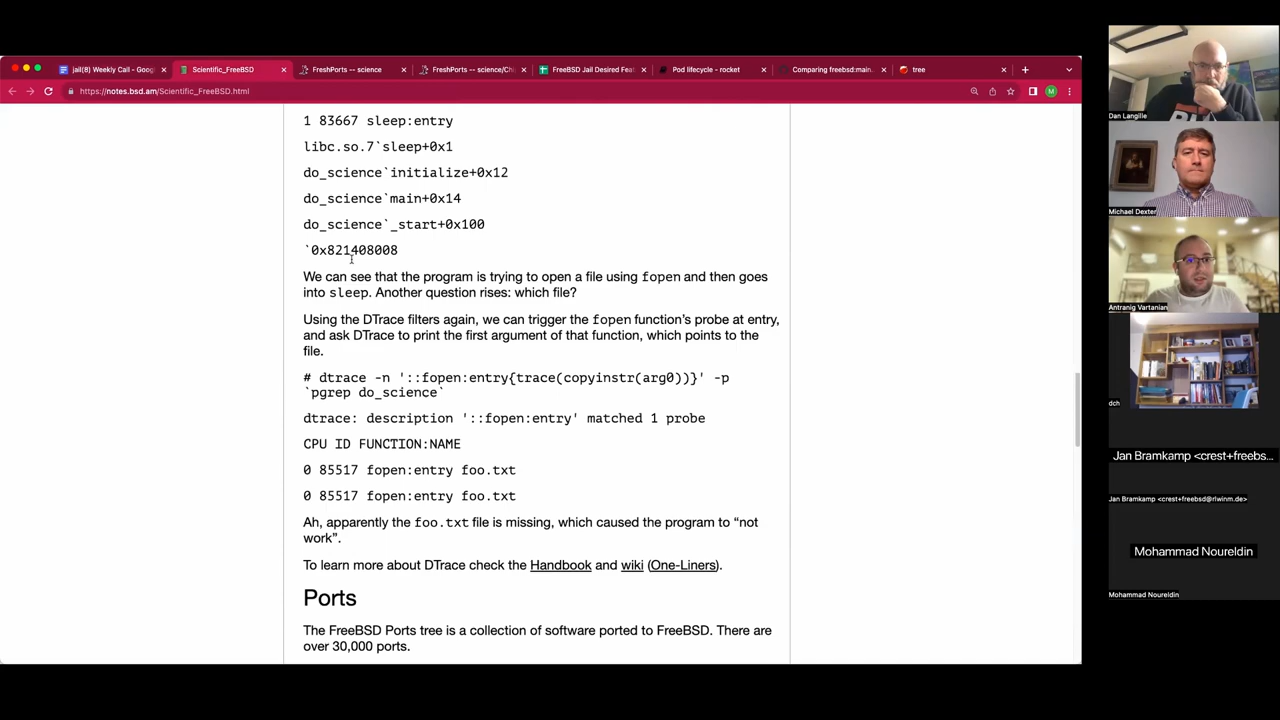 jail(8) Weekly Call - Goog
Scientific_FreeBSD
FreshPorts -- science
FreshPorts -- science/Ch
FreeBSD Jail Desired Fea
Pod lifecycle - rocket
Comparing freebsd:main.
tree
https://notes.bsd.am/Scientific_FreeBSD.html
M
1 83667 sleep:entry
libc.so.7`sleep+0x1
do_science`initialize+0x12
do_science`main+0x14
do_science`_start+0x100
`0x821408008
We can see that the program is trying to open a file using fopen and then goes
into sleep. Another question rises: which file?
Using the DTrace filters again, we can trigger the fopen function's probe at entry,
and ask DTrace to print the first argument of that function, which points to the
file.
# dtrace -n '::fopen:entry{trace(copyinstr(arg0))}' -p
`pgrep do_science`
dtrace: description '::fopen:entry' matched 1 probe
CPU ID FUNCTION:NAME
0 85517 fopen:entry foo.txt
0 85517 fopen:entry foo.txt
Ah, apparently the foo.txt file is missing, which caused the program to “not
work”.
To learn more about DTrace check the Handbook and wiki (One-Liners).
Ports
The FreeBSD Ports tree is a collection of software ported to FreeBSD. There are
over 30,000 ports.
Dan Langille
Michael Dexter
Antranig Vartanian
dch
Jan Bramkamp <crest+freebs...
Jan Bramkamp <crest+freebsd@rlwinm.de>
Mohammad Noureldin
Mohammad Noureldin